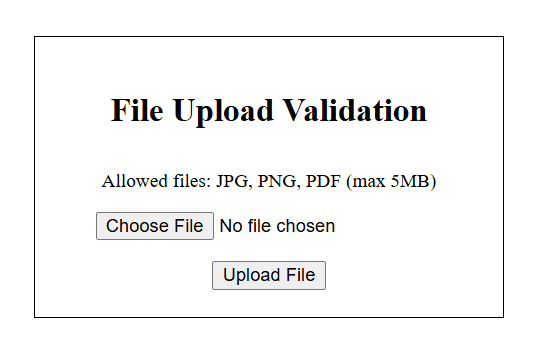 File Upload Validation
Allowed files: JPG, PNG, PDF (max 5MB)
Choose File No file chosen
Upload File